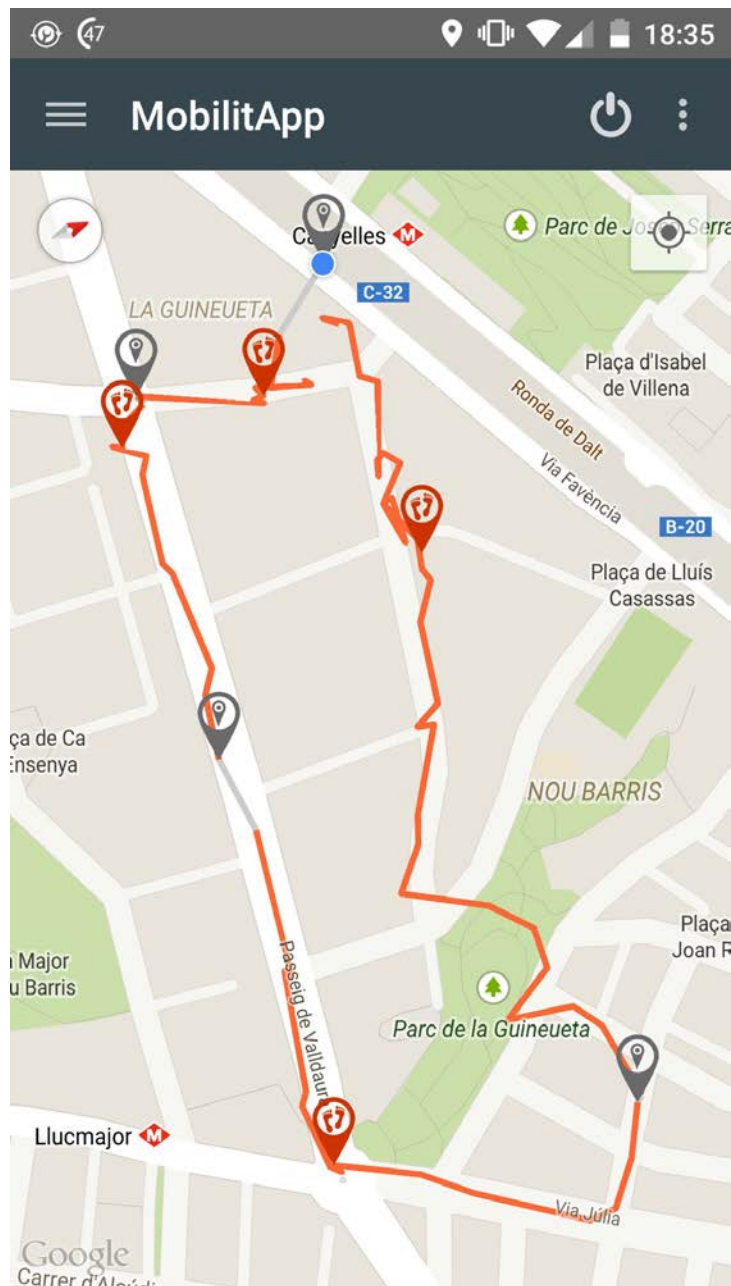 47
18:35
MobilitApp
Canyelles M
Parc de Josep Serra
C-32
LA GUINEUETA
Plaça d'Isabel
de Villena
Ronda de Dalt
Via Favència
B-20
Plaça de Lluís
Casassas
ça de Ca
Ensenya
NOU BARRIS
Plaça
Joan R
Major
u Barris
Passeig de Valldaura
Parc de la Guineueta
Llucmajor M
Via Júlia
Google